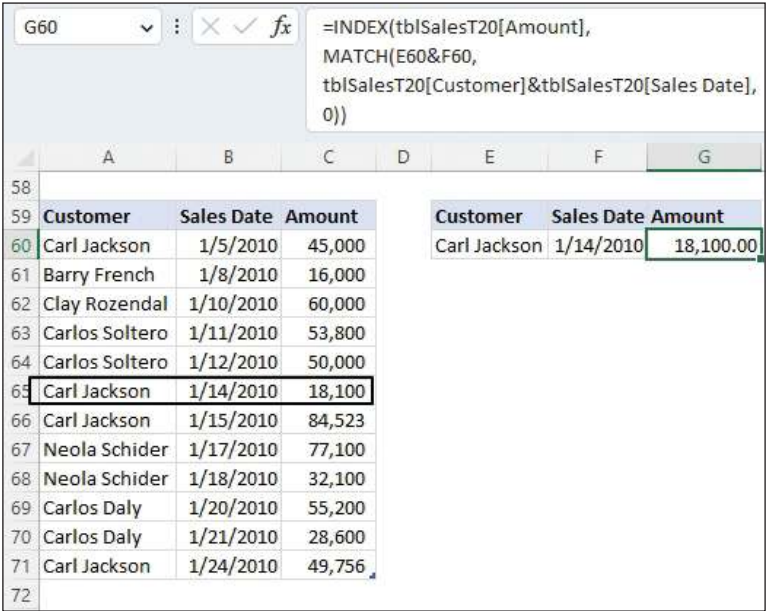 G60 fx =INDEX(tblSalesT20[Amount],
MATCH(E60&F60,
tblSalesT20[Customer]&tblSalesT20[Sales Date],
0))
A B C D E F G
58
59 Customer Sales Date Amount Customer Sales Date Amount
60 Carl Jackson 1/5/2010 45,000 Carl Jackson 1/14/2010 18,100.00
61 Barry French 1/8/2010 16,000
62 Clay Rozendal 1/10/2010 60,000
63 Carlos Soltero 1/11/2010 53,800
64 Carlos Soltero 1/12/2010 50,000
65 Carl Jackson 1/14/2010 18,100
66 Carl Jackson 1/15/2010 84,523
67 Neola Schider 1/17/2010 77,100
68 Neola Schider 1/18/2010 32,100
69 Carlos Daly 1/20/2010 55,200
70 Carlos Daly 1/21/2010 28,600
71 Carl Jackson 1/24/2010 49,756
72